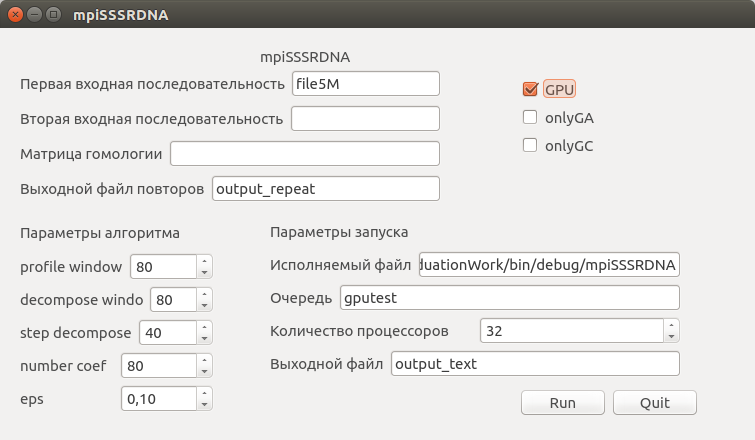 mpiSSSRDNA
mpiSSSRDNA
Первая входная последовательность file5M
GPU
Вторая входная последовательность
onlyGA
Матрица гомологии
onlyGC
Выходной файл повторов output_repeat
Параметры алгоритма
profile window 80
decompose windo 80
step decompose 40
number coef 80
eps 0,10
Параметры запуска
Исполняемый файл duationWork/bin/debug/mpiSSSRDNA
Очередь gputest
Количество процессоров 32
Выходной файл output_text
Run Quit